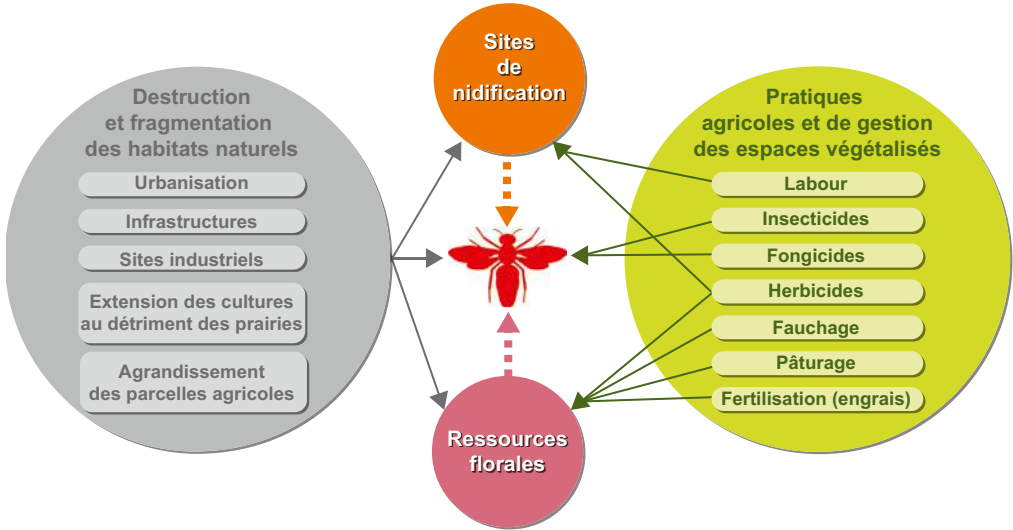 Sites
de
nidification
Destruction
et fragmentation
des habitats naturels
Urbanisation
Infrastructures
Sites industriels
Extension des cultures
au détriment des prairies
Agrandissement
des parcelles agricoles
Pratiques
agricoles et de gestion
des espaces végétalisés
Labour
Insecticides
Fongicides
Herbicides
Fauchage
Pâturage
Fertilisation (engrais)
Ressources
florales